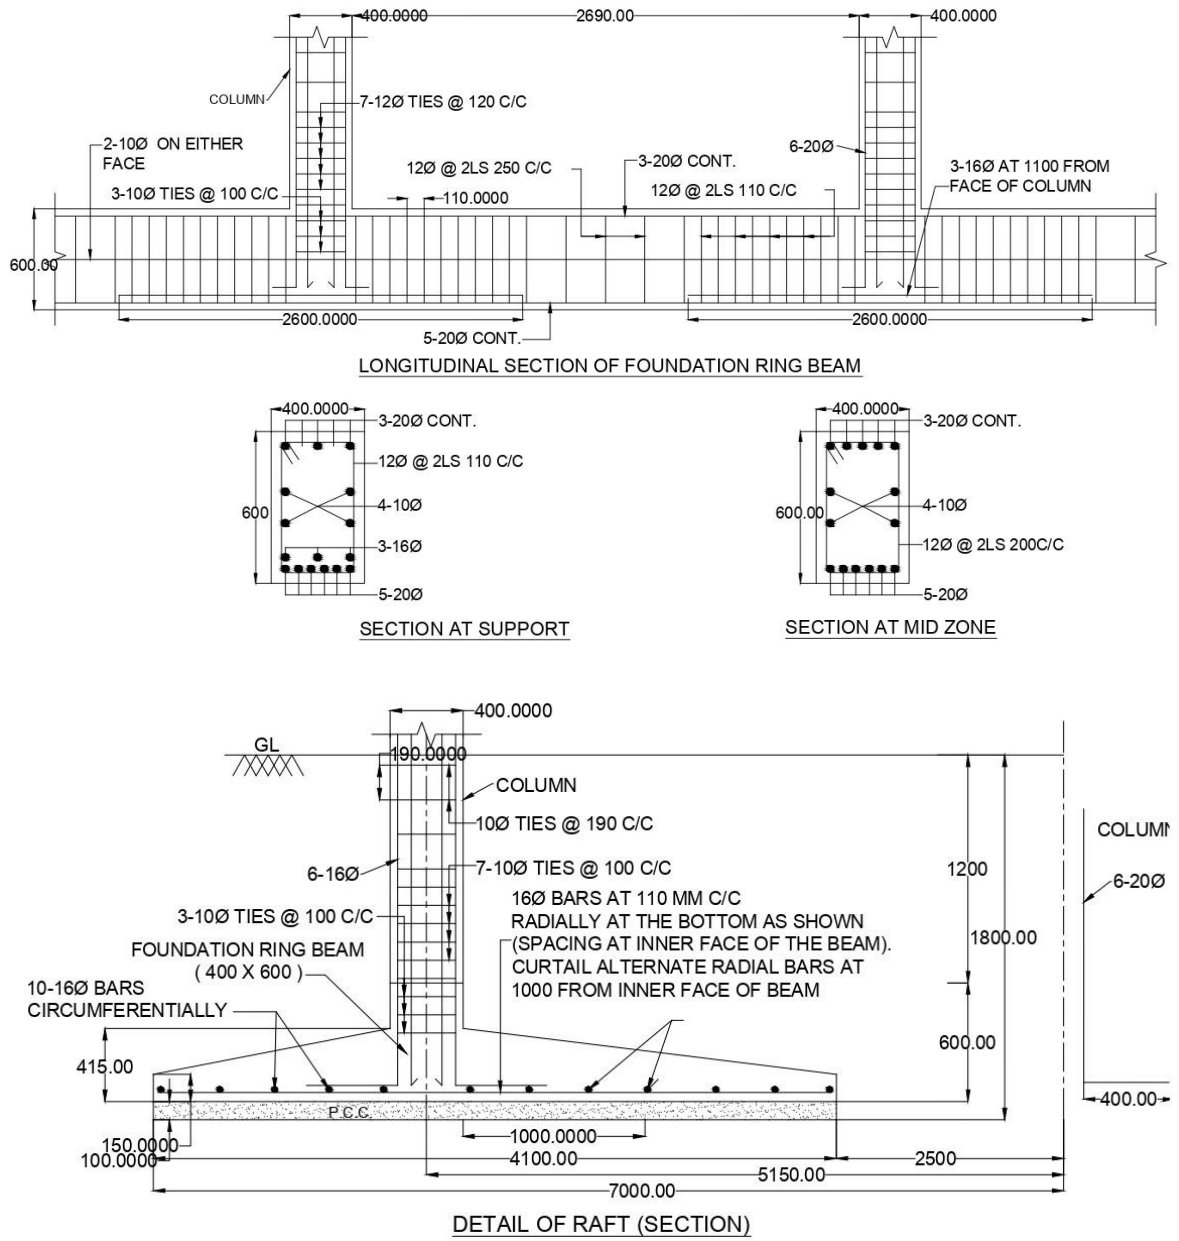 400.0000
2690.00
400.0000
COLUMN
7-12Ø TIES @ 120 C/C
2-10Ø ON EITHER
FACE
3-10Ø TIES @ 100 C/C
12Ø @ 2LS 250 C/C
110.0000
3-20Ø CONT.
12Ø @ 2LS 110 C/C
6-20Ø
3-16Ø AT 1100 FROM
FACE OF COLUMN
600.00
2600.0000
2600.0000
5-20Ø CONT.
LONGITUDINAL SECTION OF FOUNDATION RING BEAM
400.0000
3-20Ø CONT.
12Ø @ 2LS 110 C/C
600
4-10Ø
3-16Ø
5-20Ø
SECTION AT SUPPORT
400.0000
3-20Ø CONT.
600.00
4-10Ø
12Ø @ 2LS 200C/C
5-20Ø
SECTION AT MID ZONE
400.0000
GL
190.0000
COLUMN
10Ø TIES @ 190 C/C
6-16Ø
7-10Ø TIES @ 100 C/C
3-10Ø TIES @ 100 C/C
16Ø BARS AT 110 MM C/C
RADIALLY AT THE BOTTOM AS SHOWN
(SPACING AT INNER FACE OF THE BEAM).
CURTAIL ALTERNATE RADIAL BARS AT
1000 FROM INNER FACE OF BEAM
FOUNDATION RING BEAM
( 400 X 600 )
10-16Ø BARS
CIRCUMFERENTIALLY
1200
1800.00
600.00
COLUMN
6-20Ø
400.00
415.00
P.C.C.
150.0000
100.0000
1000.0000
4100.00
2500
5150.00
7000.00
DETAIL OF RAFT (SECTION)